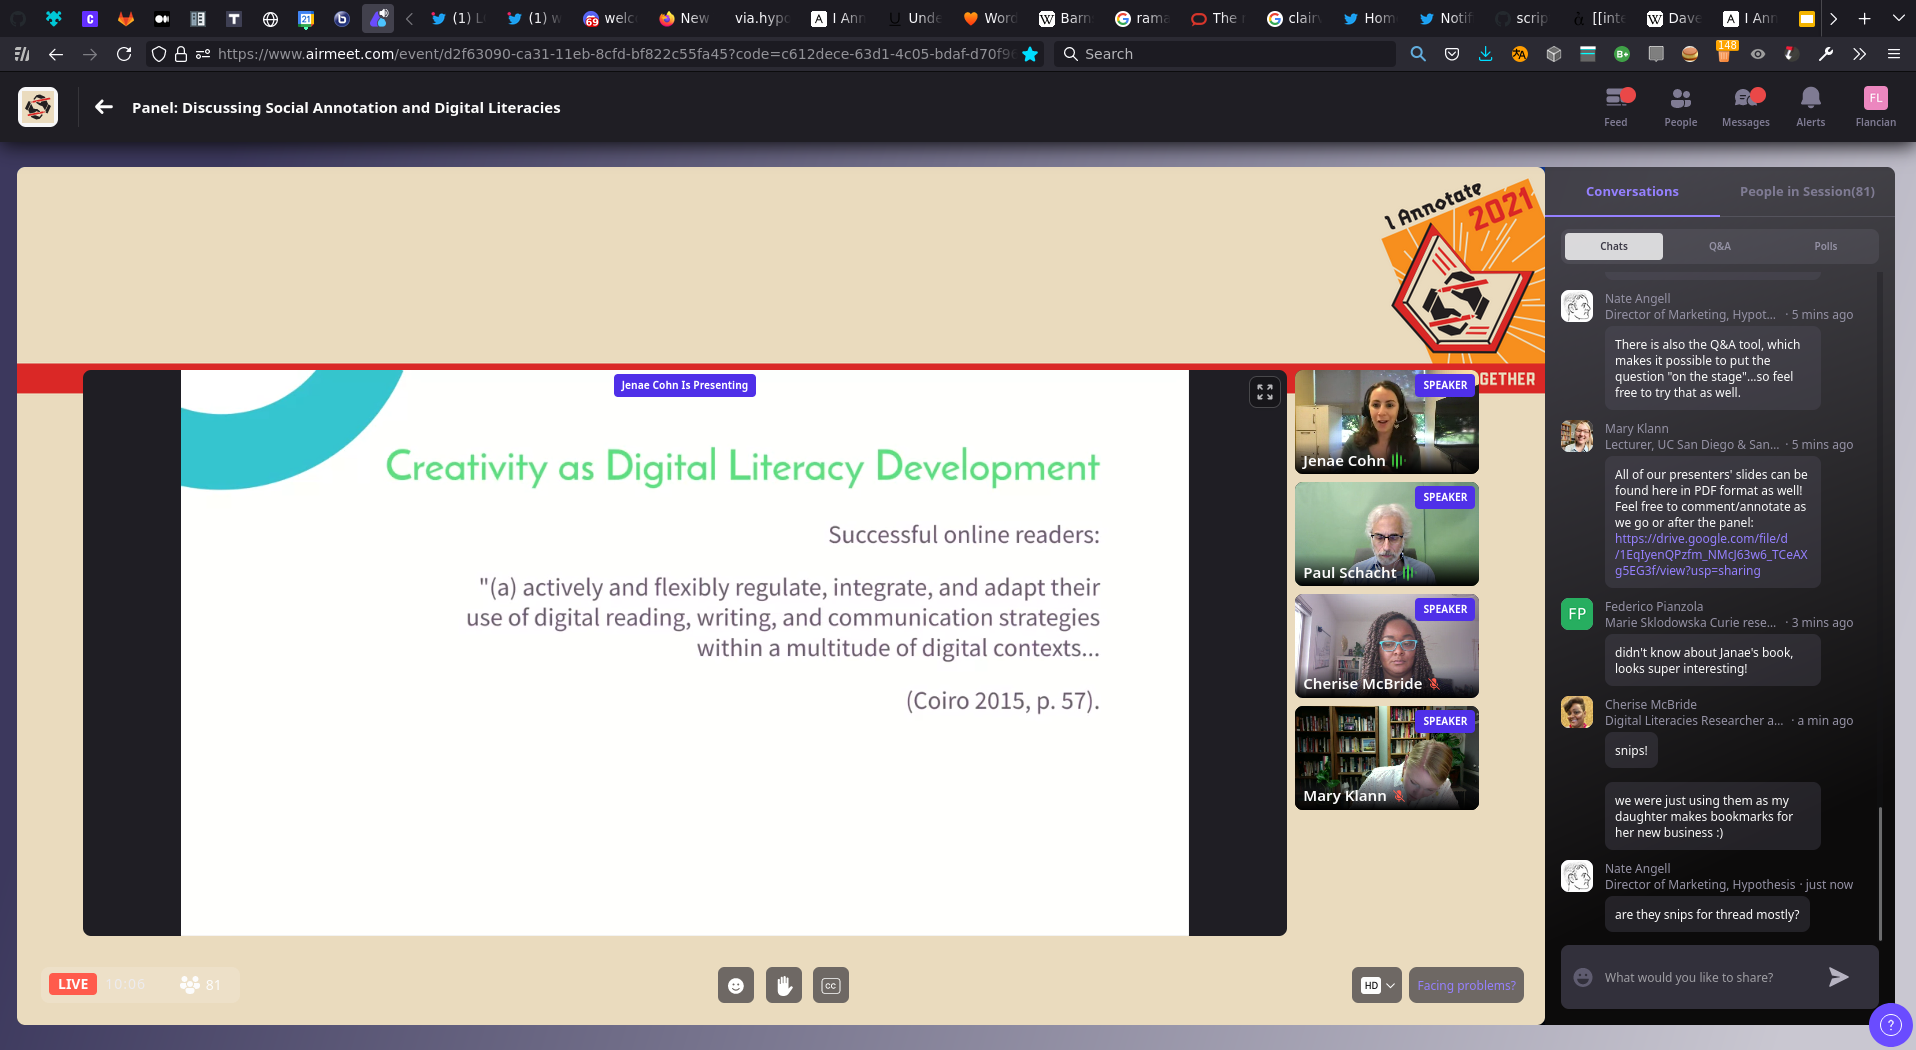 (1) L
(1) w
welc
New
via.hypo
I Ann
Unde
Word
Barn
rama
The r
clairv
Hom
Notif
scrip
[[inte
Dave
I Ann
https://www.airmeet.com/event/d2f63090-ca31-11eb-8cfd-bf822c55fa45?code=c612dece-63d1-4c05-bdaf-d70f9
Search
148
Panel: Discussing Social Annotation and Digital Literacies
Feed
People
Messages
Alerts
FL
Flancian
I Annotate
2021
GETHER
Jenae Cohn Is Presenting
Creativity as Digital Literacy Development
Successful online readers:
"(a) actively and flexibly regulate, integrate, and adapt their
use of digital reading, writing, and communication strategies
within a multitude of digital contexts...
(Coiro 2015, p. 57).
SPEAKER
Jenae Cohn
SPEAKER
Paul Schacht
SPEAKER
Cherise McBride
SPEAKER
Mary Klann
LIVE
10:06
81
CC
HD
Facing problems?
Conversations
People in Session(81)
Chats
Q&A
Polls
Nate Angell
Director of Marketing, Hypot... · 5 mins ago
There is also the Q&A tool, which
makes it possible to put the
question "on the stage"...so feel
free to try that as well.
Mary Klann
Lecturer, UC San Diego & San... · 5 mins ago
All of our presenters' slides can be
found here in PDF format as well!
Feel free to comment/annotate as
we go or after the panel:
https://drive.google.com/file/d
/1EqIyenQPzfm_NMcJ63w6_TCeAX
g5EG3f/view?usp=sharing
FP
Federico Pianzola
Marie Sklodowska Curie rese... · 3 mins ago
didn't know about Janae's book,
looks super interesting!
Cherise McBride
Digital Literacies Researcher a... · a min ago
snips!
we were just using them as my
daughter makes bookmarks for
her new business :)
Nate Angell
Director of Marketing, Hypothesis · just now
are they snips for thread mostly?
What would you like to share?